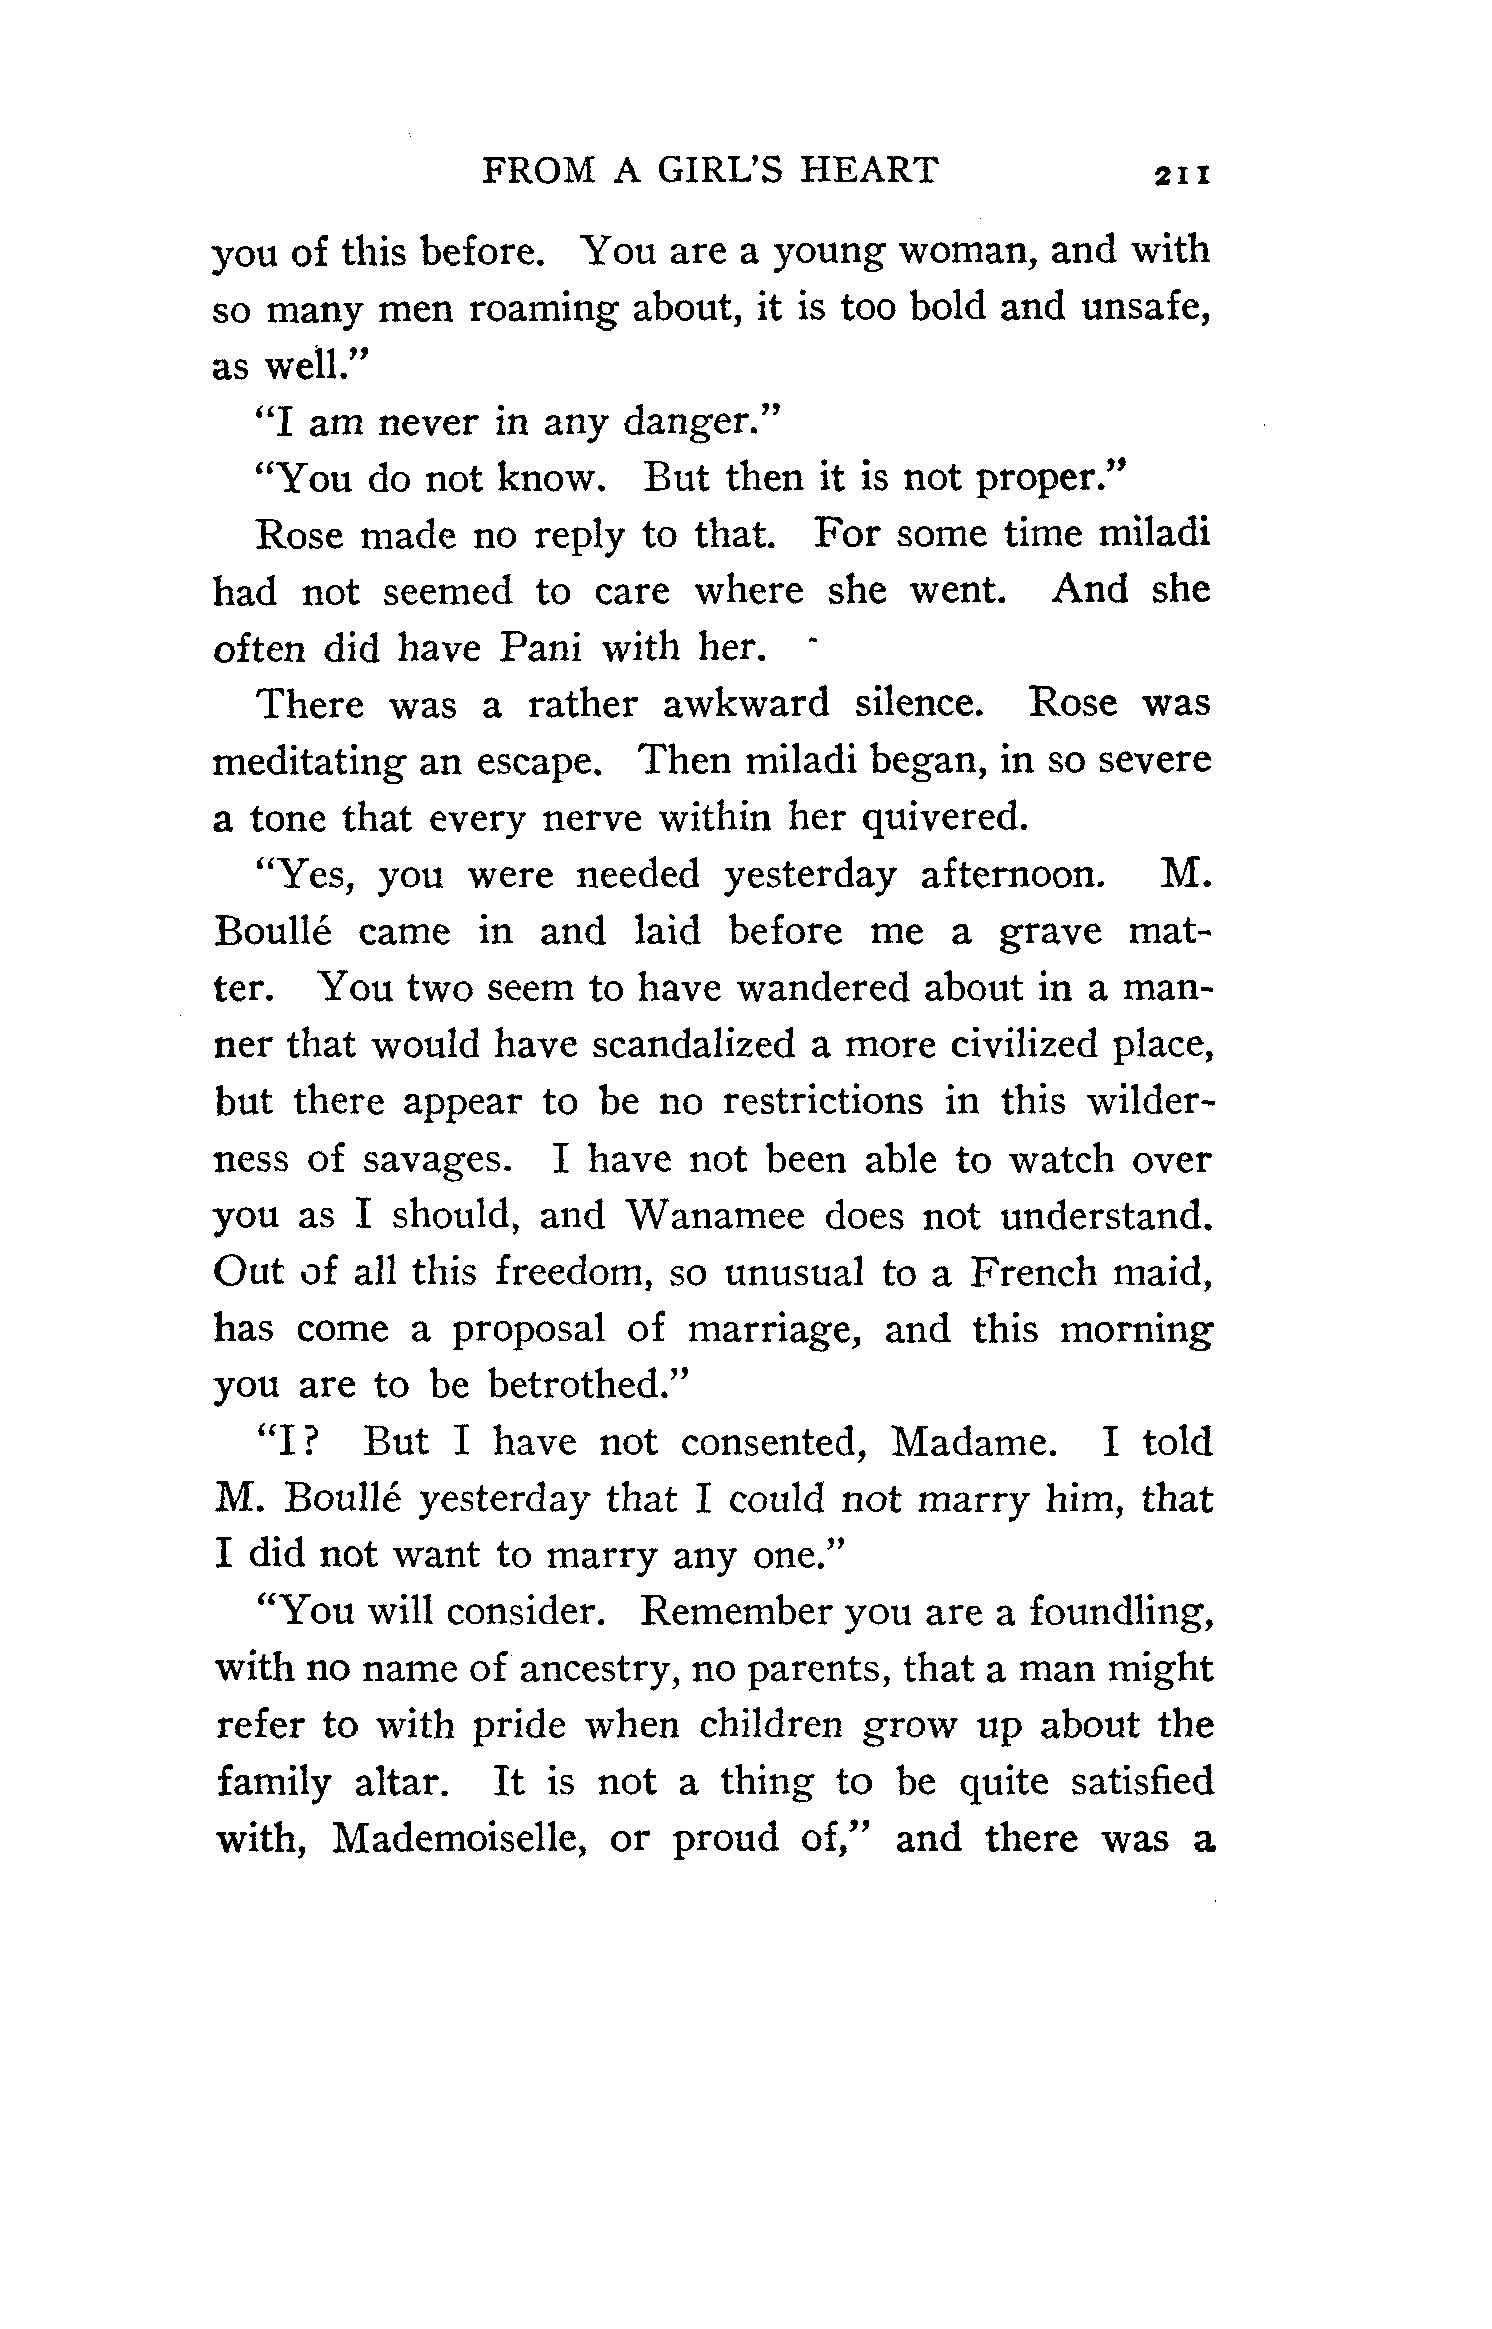 FROM A GIRL'S HEART 211
you of this before. You are a young woman, and with
so many men roaming about, it is too bold and unsafe,
as well."
"I am never in any danger."
"You do not know. But then it is not proper."
Rose made no reply to that. For some time miladi
had not seemed to care where she went. And she
often did have Pani with her.
There was a rather awkward silence. Rose was
meditating an escape. Then miladi began, in so severe
a tone that every nerve within her quivered.
"Yes, you were needed yesterday afternoon. M.
Boullé came in and laid before me a grave mat-
ter. You two seem to have wandered about in a man-
ner that would have scandalized a more civilized place,
but there appear to be no restrictions in this wilder-
ness of savages. I have not been able to watch over
you as I should, and Wanamee does not understand.
Out of all this freedom, so unusual to a French maid,
has come a proposal of marriage, and this morning
you are to be betrothed."
"I? But I have not consented, Madame. I told
M. Boullé yesterday that I could not marry him, that
I did not want to marry any one."
"You will consider. Remember you are a foundling,
with no name of ancestry, no parents, that a man might
refer to with pride when children grow up about the
family altar. It is not a thing to be quite satisfied
with, Mademoiselle, or proud of," and there was a